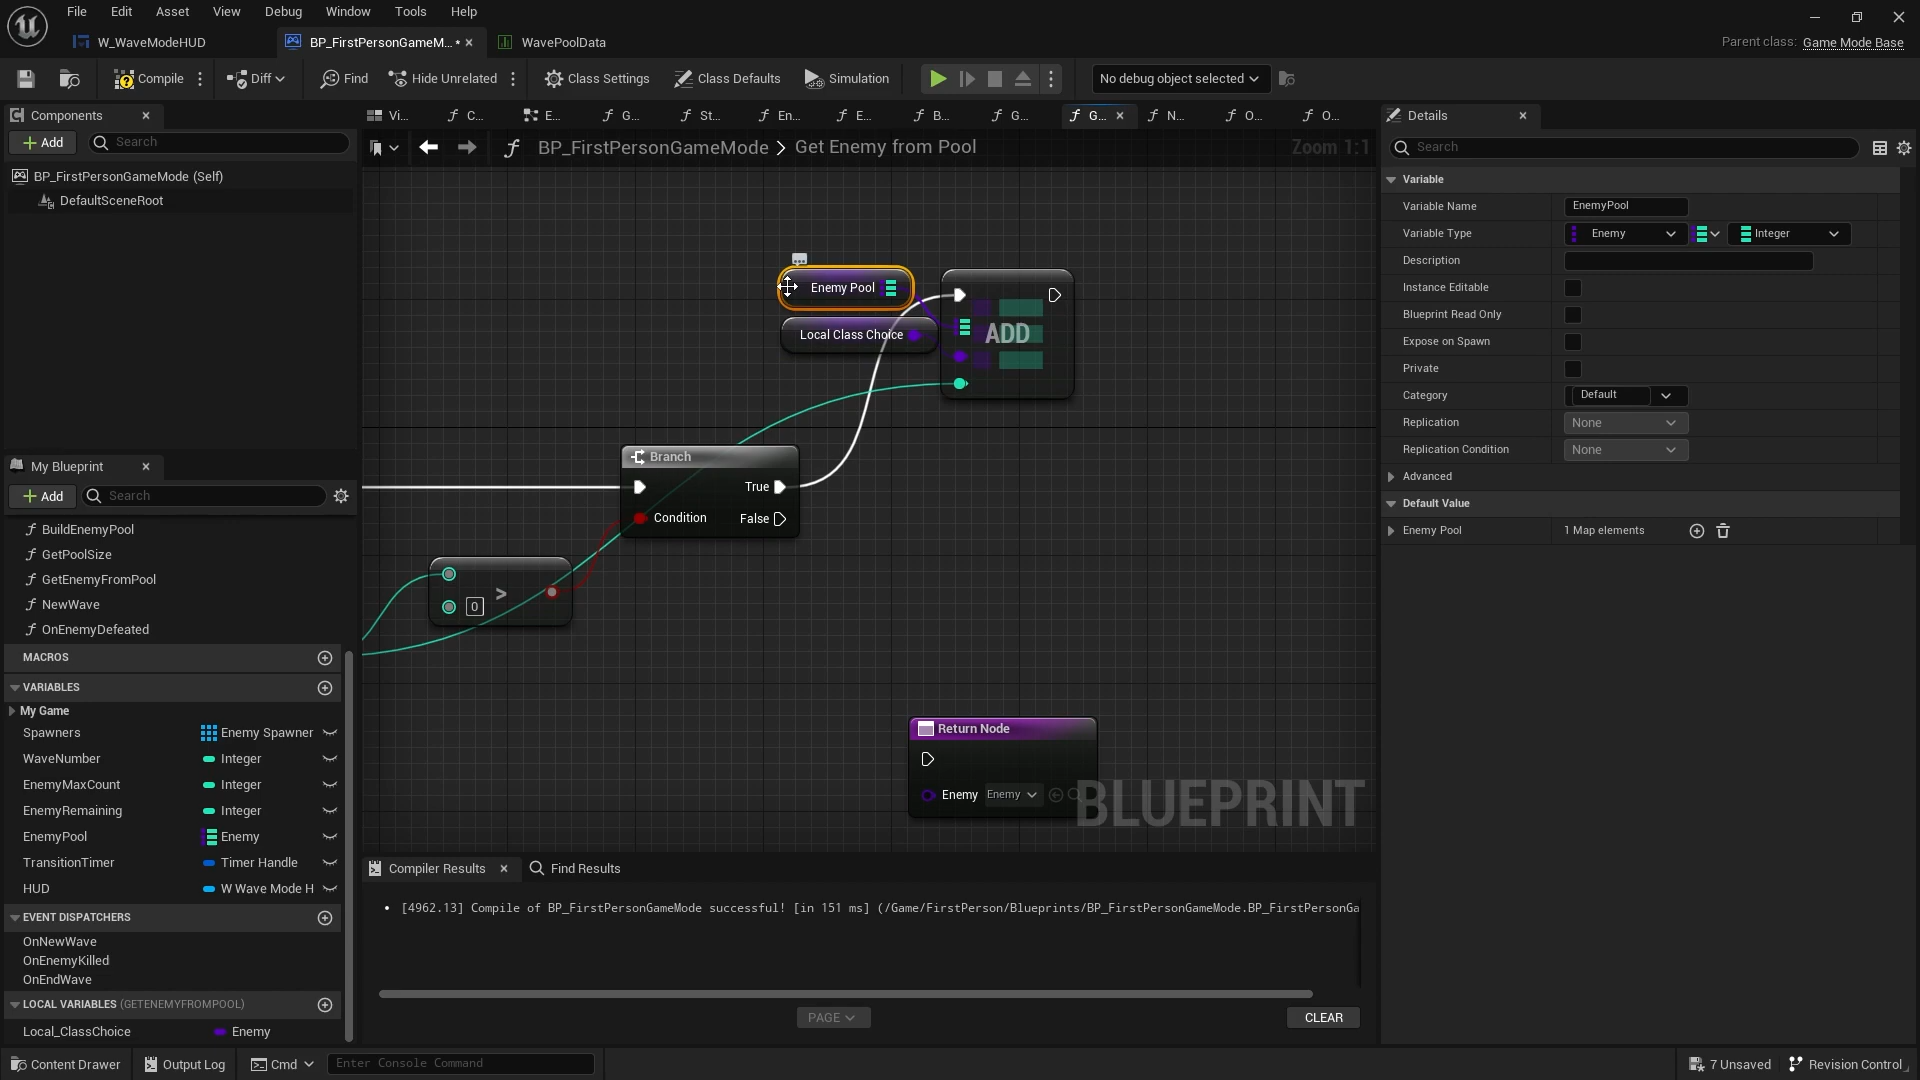 File Edit Asset View Debug Window Tools Help
W_WaveModeHUD
BP_FirstPersonGameM... •
WavePoolData
Parent class: Game Mode Base
Compile
Diff
Find
Hide Unrelated
Class Settings
Class Defaults
Simulation
No debug object selected
Components
Add
Search
BP_FirstPersonGameMode (Self)
DefaultSceneRoot
My Blueprint
Add
Search
BuildEnemyPool
GetPoolSize
GetEnemyFromPool
NewWave
OnEnemyDefeated
MACROS
VARIABLES
My Game
Spawners Enemy Spawner
WaveNumber Integer
EnemyMaxCount Integer
EnemyRemaining Integer
EnemyPool Enemy
TransitionTimer Timer Handle
HUD W Wave Mode H
EVENT DISPATCHERS
OnNewWave
OnEnemyKilled
OnEndWave
LOCAL VARIABLES (GETENEMYFROMPOOL)
Local_ClassChoice Enemy
Vi... C... E... G... St... En... E... B... G... G... N... O... O...
BP_FirstPersonGameMode > Get Enemy from Pool
Zoom 1:1
Enemy Pool
Local Class Choice
ADD
Branch
True
Condition
False
>
0
Return Node
Enemy Enemy
BLUEPRINT
Compiler Results
Find Results
• [4962.13] Compile of BP_FirstPersonGameMode successful! [in 151 ms] (/Game/FirstPerson/Blueprints/BP_FirstPersonGameMode.BP_FirstPersonGa
PAGE
CLEAR
Details
Search
Variable
Variable Name EnemyPool
Variable Type Enemy Integer
Description
Instance Editable
Blueprint Read Only
Expose on Spawn
Private
Category Default
Replication None
Replication Condition None
Advanced
Default Value
Enemy Pool 1 Map elements
Content Drawer
Output Log
Cmd
Enter Console Command
7 Unsaved
Revision Control